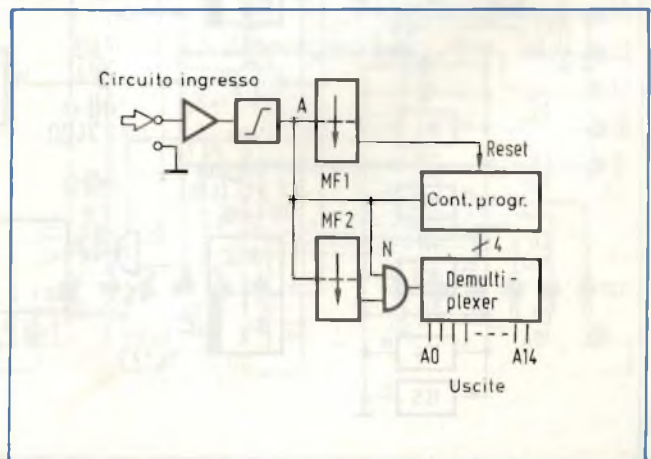 Circuito ingresso
A
Reset
MF1
Cont. progr.
MF2
N
4
Demulti-
plexer
A0
A14
Uscite